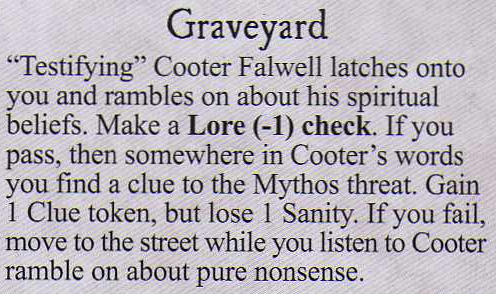 Graveyard
“Testifying” Cooter Falwell latches onto
you and rambles on about his spiritual
beliefs. Make a Lore (-1) check. If you
pass, then somewhere in Cooter’s words
you find a clue to the Mythos threat. Gain
1 Clue token, but lose 1 Sanity. If you fail,
move to the street while you listen to Cooter
ramble on about pure nonsense.